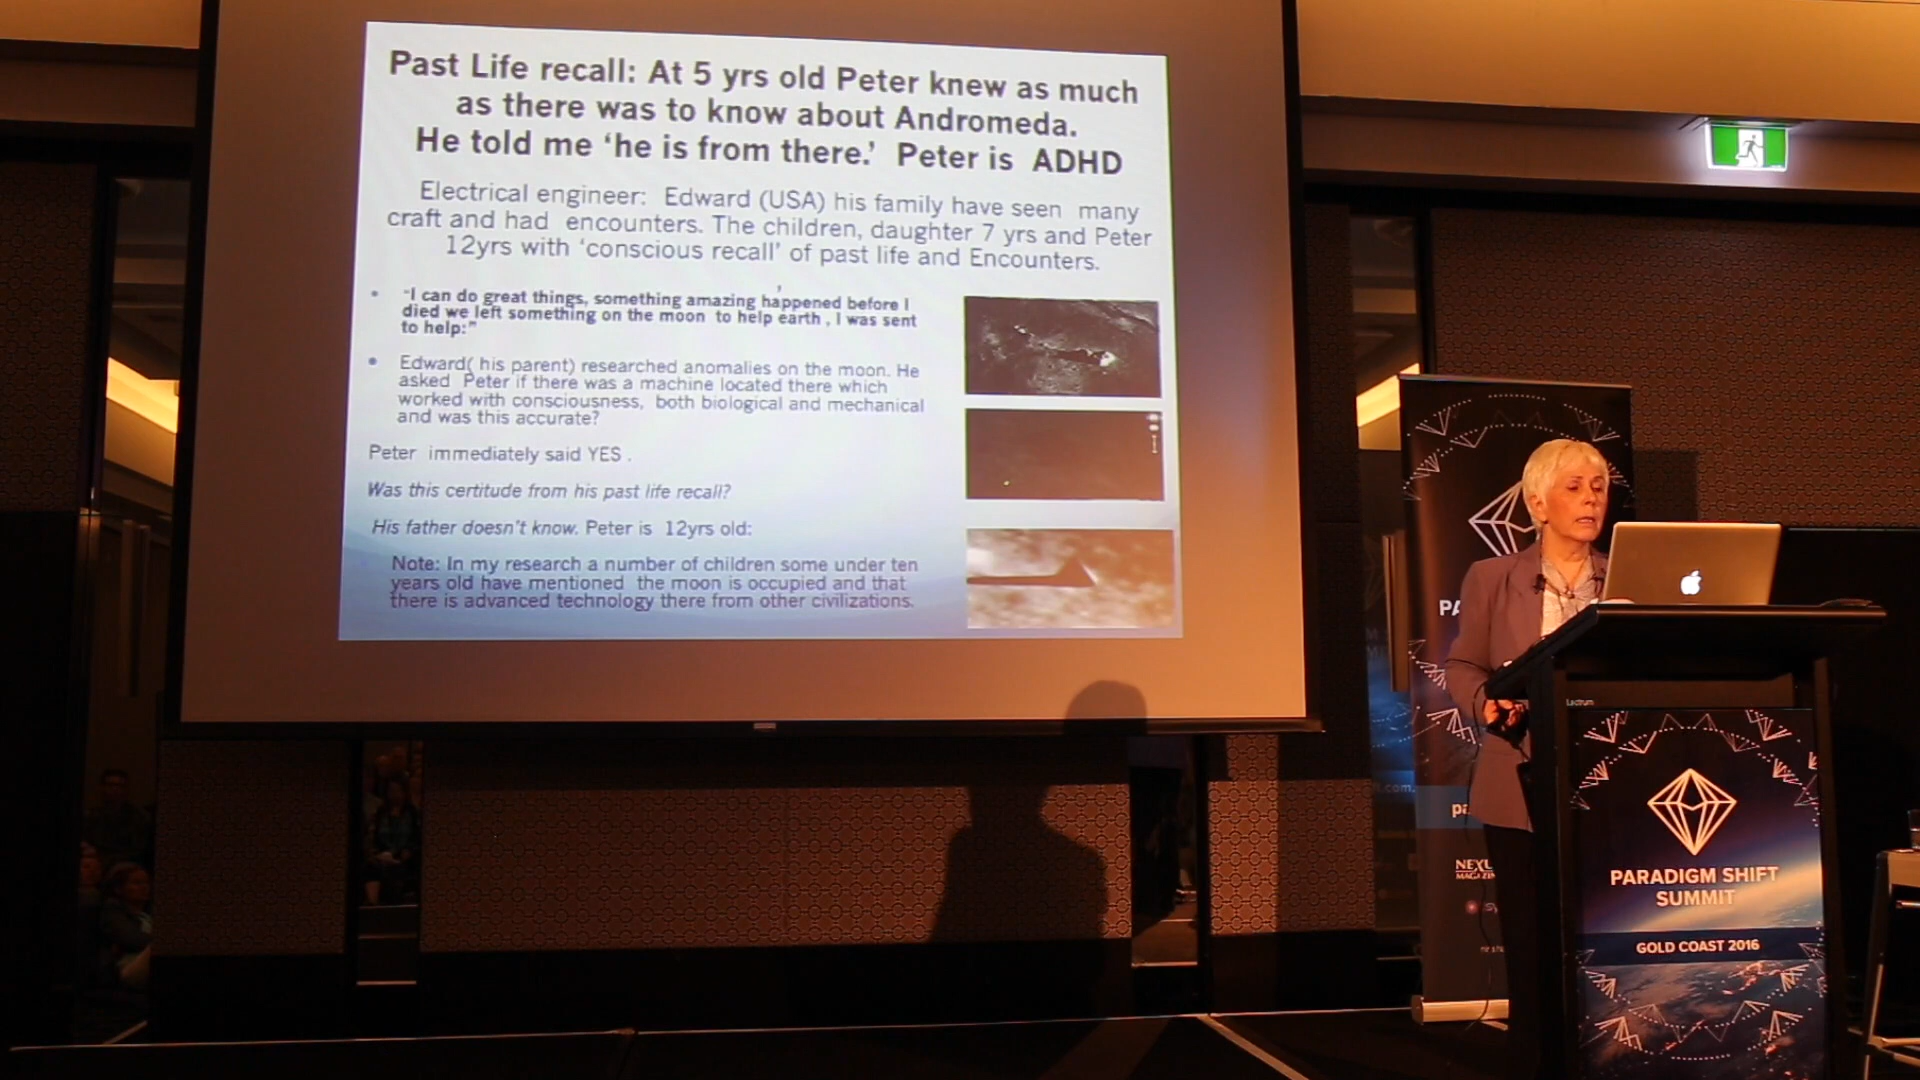 Past Life recall: At 5 yrs old Peter knew as much
as there was to know about Andromeda.
He told me ‘he is from there.’ Peter is ADHD
Electrical engineer: Edward (USA) his family have seen many
craft and had encounters. The children, daughter 7 yrs and Peter
12yrs with ‘conscious recall’ of past life and Encounters.
• “I can do great things, something amazing happened before I
died we left something on the moon to help earth , I was sent
to help:”
• Edward( his parent) researched anomalies on the moon. He
asked Peter if there was a machine located there which
worked with consciousness, both biological and mechanical
and was this accurate?
Peter immediately said YES .
Was this certitude from his past life recall?
His father doesn’t know. Peter is 12yrs old:
Note: In my research a number of children some under ten
years old have mentioned the moon is occupied and that
there is advanced technology there from other civilizations.
PA
pa
NEXU
MAGAZIN
Lectrum
PARADIGM SHIFT
SUMMIT
GOLD COAST 2016